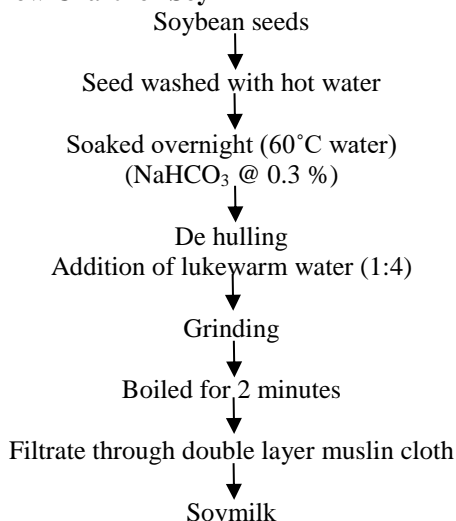 Soybean seeds
Seed washed with hot water
Soaked overnight (60˚C water)
(NaHCO₃ @ 0.3 %)
De hulling
Addition of lukewarm water (1:4)
Grinding
Boiled for 2 minutes
Filtrate through double layer muslin cloth
Soymilk